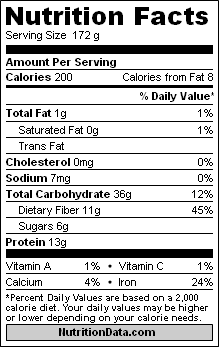 Nutrition Facts
Serving Size 172 g
Amount Per Serving
Calories 200 Calories from Fat 8
% Daily Value*
Total Fat 1g 1%
Saturated Fat 0g 1%
Trans Fat
Cholesterol 0mg 0%
Sodium 7mg 0%
Total Carbohydrate 36g 12%
Dietary Fiber 11g 45%
Sugars 6g
Protein 13g
Vitamin A 1% • Vitamin C 1%
Calcium 4% • Iron 24%
*Percent Daily Values are based on a 2,000
calorie diet. Your daily values may be higher
or lower depending on your calorie needs.
NutritionData.com